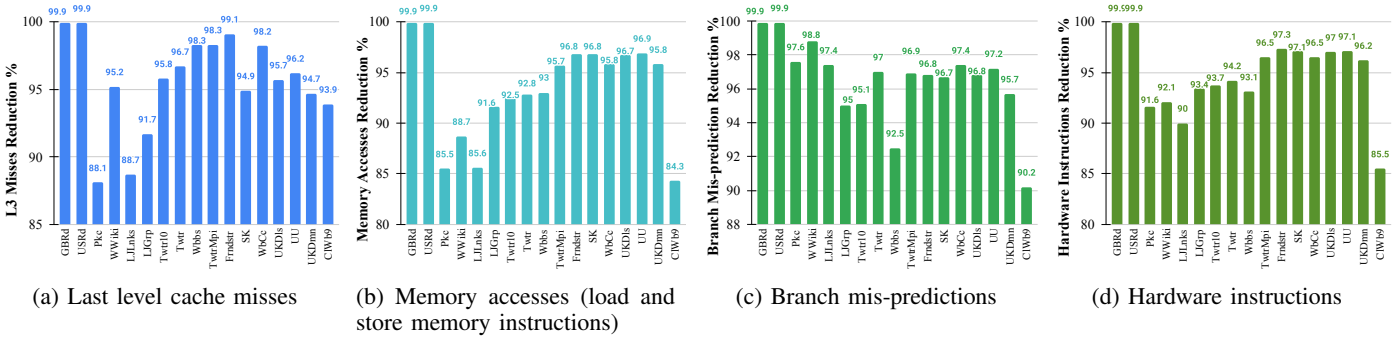 L3 Misses Reduction %
100
95
90
85
99.9
99.9
88.1
95.2
88.7
91.7
95.8
96.7
98.3
98.3
99.1
94.9
98.2
95.7
96.2
94.7
93.9
GBRd
USRd
Pkc
WWiki
LJLnks
LJGrp
Twtr10
Twtr
Wbbs
TwtrMpi
Frndstr
SK
WbCc
UKDls
UU
UKDmn
ClWb9
(a) Last level cache misses
Memory Accesses Reduction %
100
95
90
85
80
99.9
99.9
85.5
88.7
85.6
91.6
92.5
92.8
93
95.7
96.8
96.8
95.8
96.7
96.9
95.8
84.3
GBRd
USRd
Pkc
WWiki
LJLnks
LJGrp
Twtr10
Twtr
Wbbs
TwtrMpi
Frndstr
SK
WbCc
UKDls
UU
UKDmn
ClWb9
(b) Memory accesses (load and
store memory instructions)
Branch Mis-prediction Reduction %
100
98
96
94
92
90
88
99.9
99.9
97.6
98.8
97.4
95
95.1
97
92.5
96.9
96.8
96.7
97.4
96.8
97.2
95.7
90.2
GBRd
USRd
Pkc
WWiki
LJLnks
LJGrp
Twtr10
Twtr
Wbbs
TwtrMpi
Frndstr
SK
WbCc
UKDls
UU
UKDmn
ClWb9
(c) Branch mis-predictions
Hardware Instructions Reduction %
100
95
90
85
80
99.9
99.9
91.6
92.1
90
93.4
93.7
94.2
93.1
96.5
97.3
97.1
96.5
97
97.1
96.2
85.5
GBRd
USRd
Pkc
WWiki
LJLnks
LJGrp
Twtr10
Twtr
Wbbs
TwtrMpi
Frndstr
SK
WbCc
UKDls
UU
UKDmn
ClWb9
(d) Hardware instructions